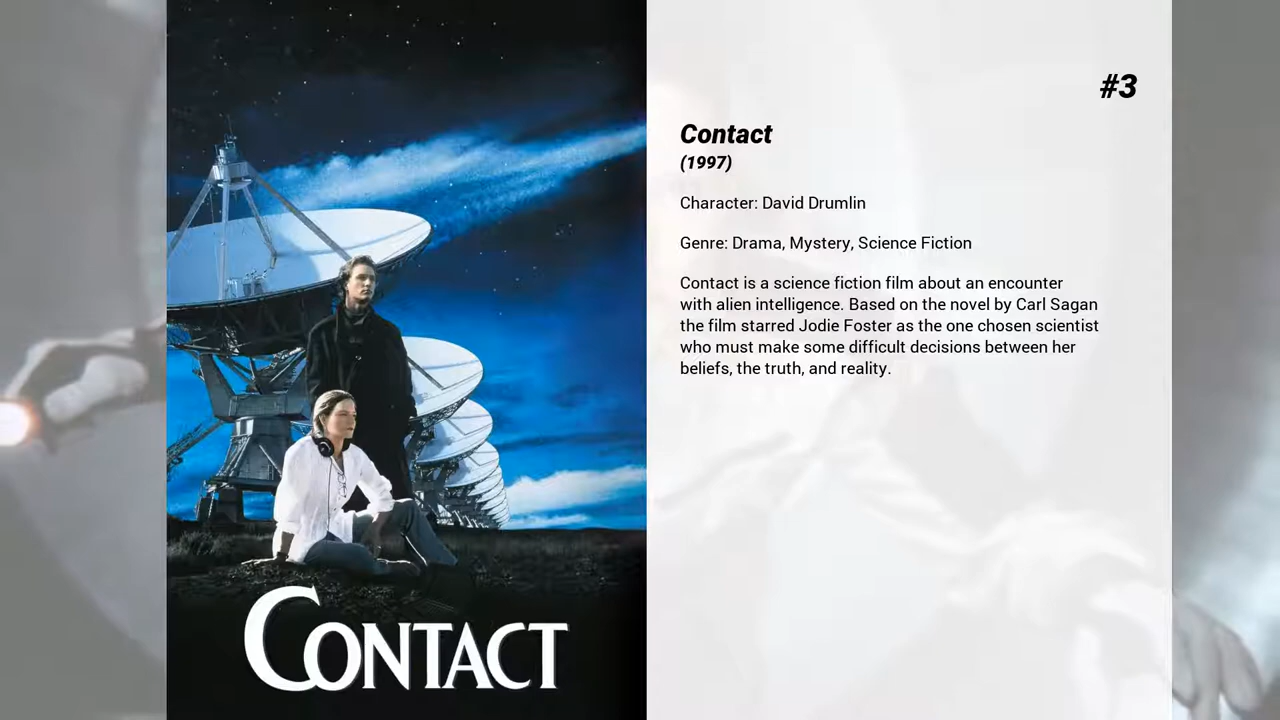 #3
Contact
(1997)
Character: David Drumlin
Genre: Drama, Mystery, Science Fiction
Contact is a science fiction film about an encounter
with alien intelligence. Based on the novel by Carl Sagan
the film starred Jodie Foster as the one chosen scientist
who must make some difficult decisions between her
beliefs, the truth, and reality.
CONTACT